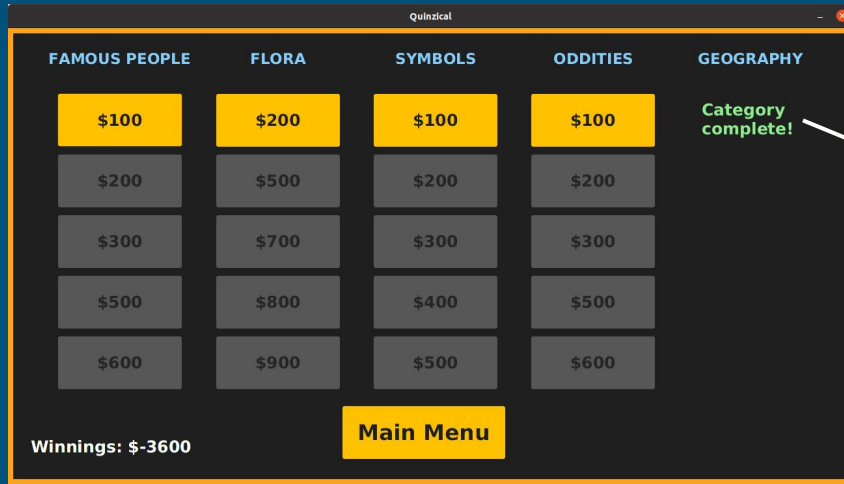 Quinzical
FAMOUS PEOPLE FLORA SYMBOLS ODDITIES GEOGRAPHY
$100 $200 $100 $100 Category
complete!
$200 $500 $200 $200
$300 $700 $300 $300
$500 $800 $400 $500
$600 $900 $500 $600
Main Menu
Winnings: $-3600